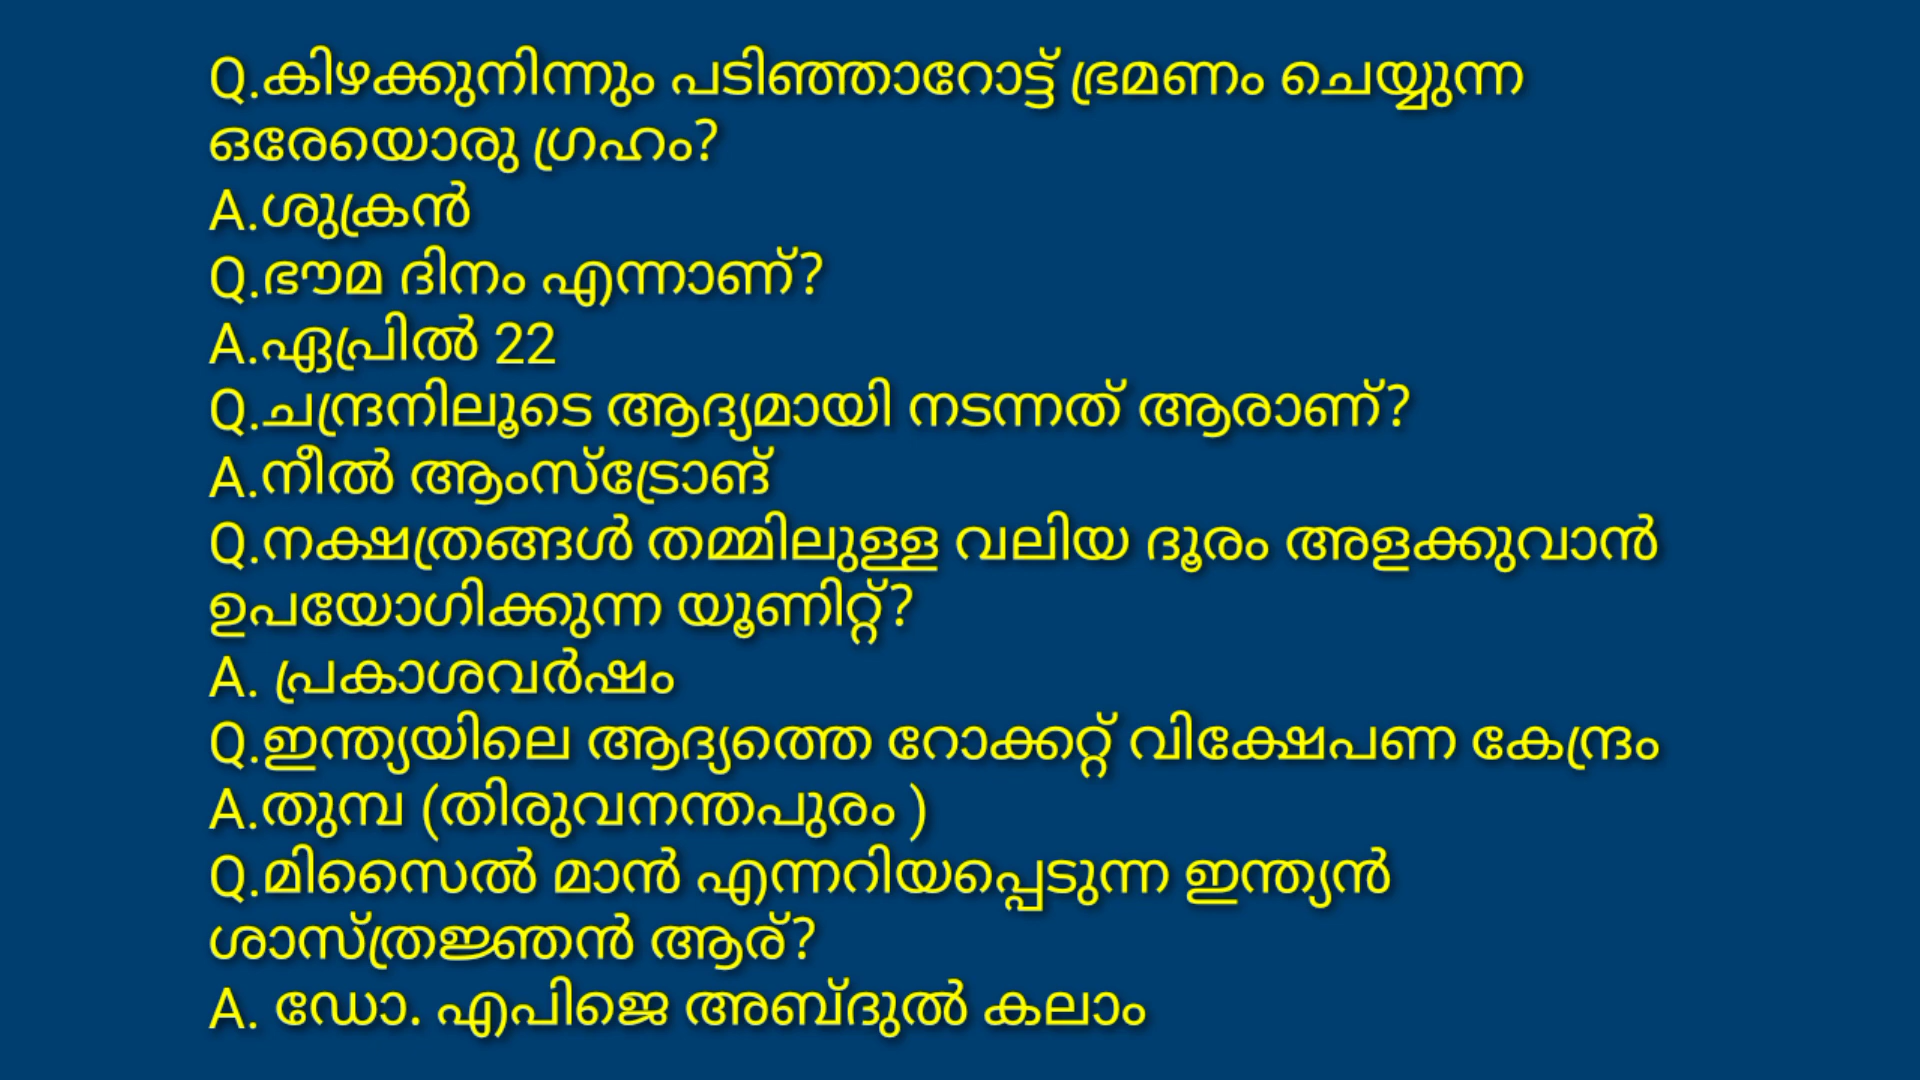 Q.കിഴക്കുനിന്നും പടിഞ്ഞാറോട്ട് ഭ്രമണം ചെയ്യുന്ന
ഒരേയൊരു ഗ്രഹം?
A.ശുക്രൻ
Q.ഭൗമ ദിനം എന്നാണ്?
A.ഏപ്രിൽ 22
Q.ചന്ദ്രനിലൂടെ ആദ്യമായി നടന്നത് ആരാണ്?
A.നീൽ ആംസ്ട്രോങ്
Q.നക്ഷത്രങ്ങൾ തമ്മിലുള്ള വലിയ ദൂരം അളക്കുവാൻ
ഉപയോഗിക്കുന്ന യൂണിറ്റ്?
A. പ്രകാശവർഷം
Q.ഇന്ത്യയിലെ ആദ്യത്തെ റോക്കറ്റ് വിക്ഷേപണ കേന്ദ്രം
A.തുമ്പ (തിരുവനന്തപുരം )
Q.മിസൈൽ മാൻ എന്നറിയപ്പെടുന്ന ഇന്ത്യൻ
ശാസ്ത്രജ്ഞൻ ആര്?
A. ഡോ. എപിജെ അബ്ദുൽ കലാം